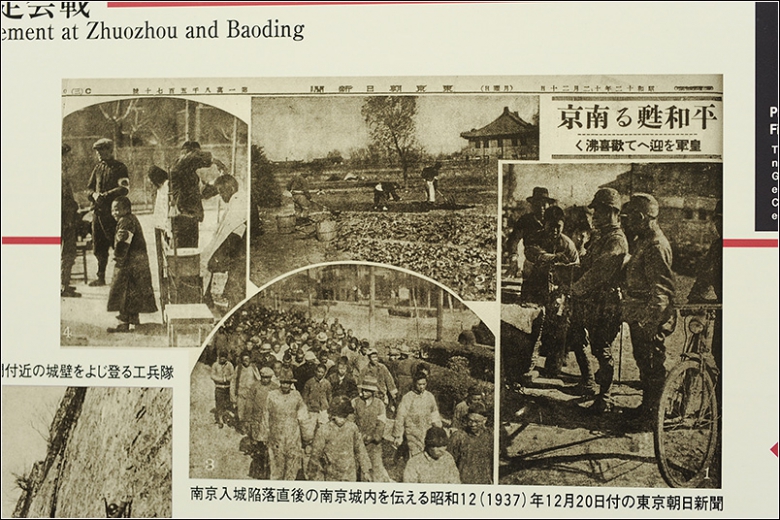 定会戦
ement at Zhuozhou and Baoding
昭和十二年十二月二十日 (月曜日) 東京朝日新聞 第一萬八千五百七十號
平和甦る南京
皇軍を迎へて歓喜沸く
4
3
1
付近の城壁をよじ登る工兵隊
南京入城陥落直後の南京城内を伝える昭和12(1937)年12月20日付の東京朝日新聞